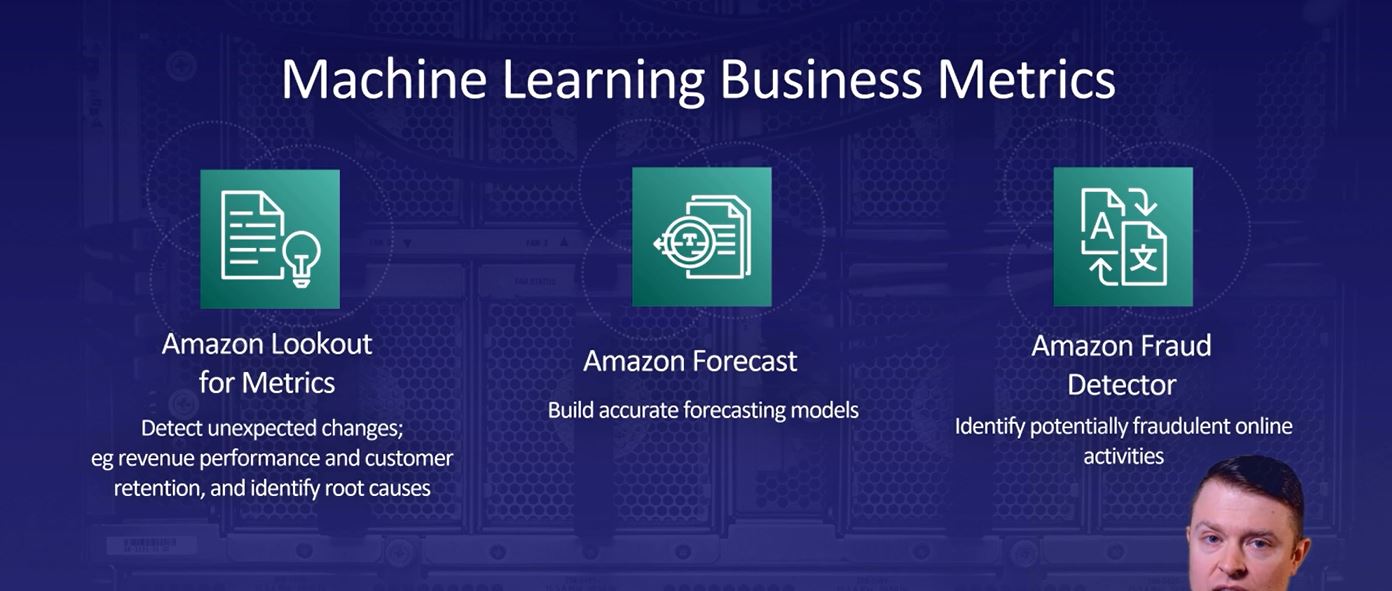 Machine Learning Business Metrics
Amazon Lookout
for Metrics
Detect unexpected changes;
eg revenue performance and customer
retention, and identify root causes
Amazon Forecast
Build accurate forecasting models
A
文
Amazon Fraud
Detector
Identify potentially fraudulent online
activities